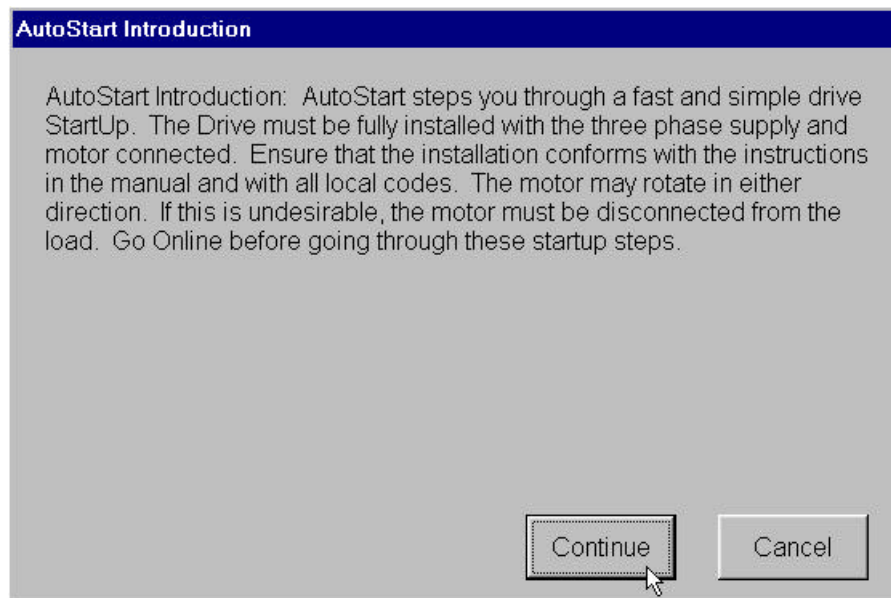 AutoStart Introduction
AutoStart Introduction:  AutoStart steps you through a fast and simple drive
StartUp.  The Drive must be fully installed with the three phase supply and
motor connected.  Ensure that the installation conforms with the instructions
in the manual and with all local codes.  The motor may rotate in either
direction.  If this is undesirable, the motor must be disconnected from the
load.  Go Online before going through these startup steps.
Continue
Cancel